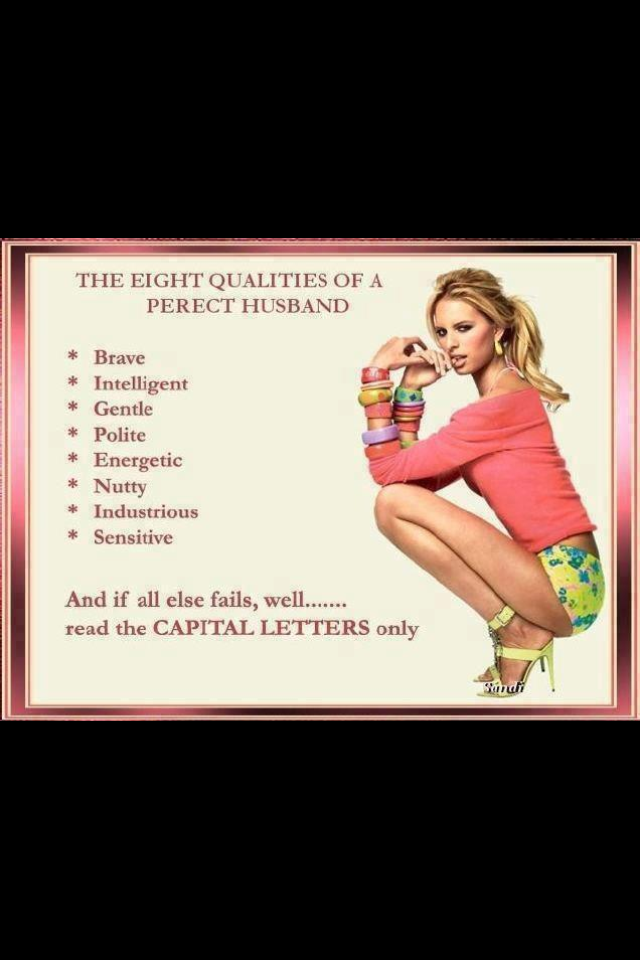 THE EIGHT QUALITIES OF A
PERECT HUSBAND
* Brave
* Intelligent
* Gentle
* Polite
* Energetic
* Nutty
* Industrious
* Sensitive
And if all else fails, well.......
read the CAPITAL LETTERS only
Sandi